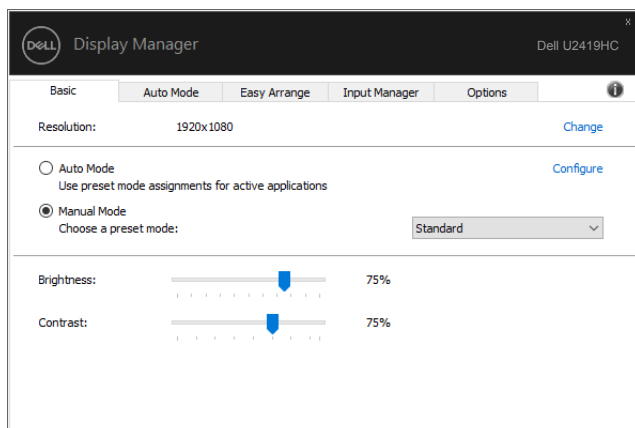 DELL Display Manager Dell U2419HC
Basic Auto Mode Easy Arrange Input Manager Options
Resolution: 1920x1080 Change
Auto Mode Configure
Use preset mode assignments for active applications
Manual Mode
Choose a preset mode: Standard
Brightness: 75%
Contrast: 75%